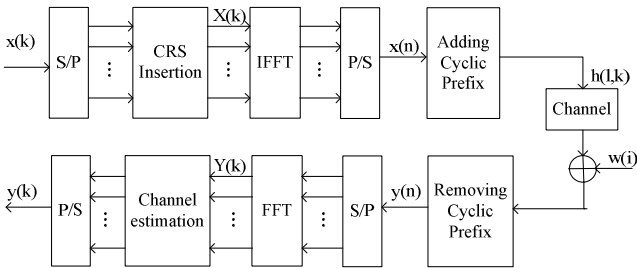 x(k)
S/P
CRS
Insertion
X(k)
IFFT
P/S
x(n)
Adding
Cyclic
Prefix
h(l,k)
Channel
w(i)
Removing
Cyclic
Prefix
y(n)
S/P
FFT
Y(k)
Channel
estimation
P/S
y(k)